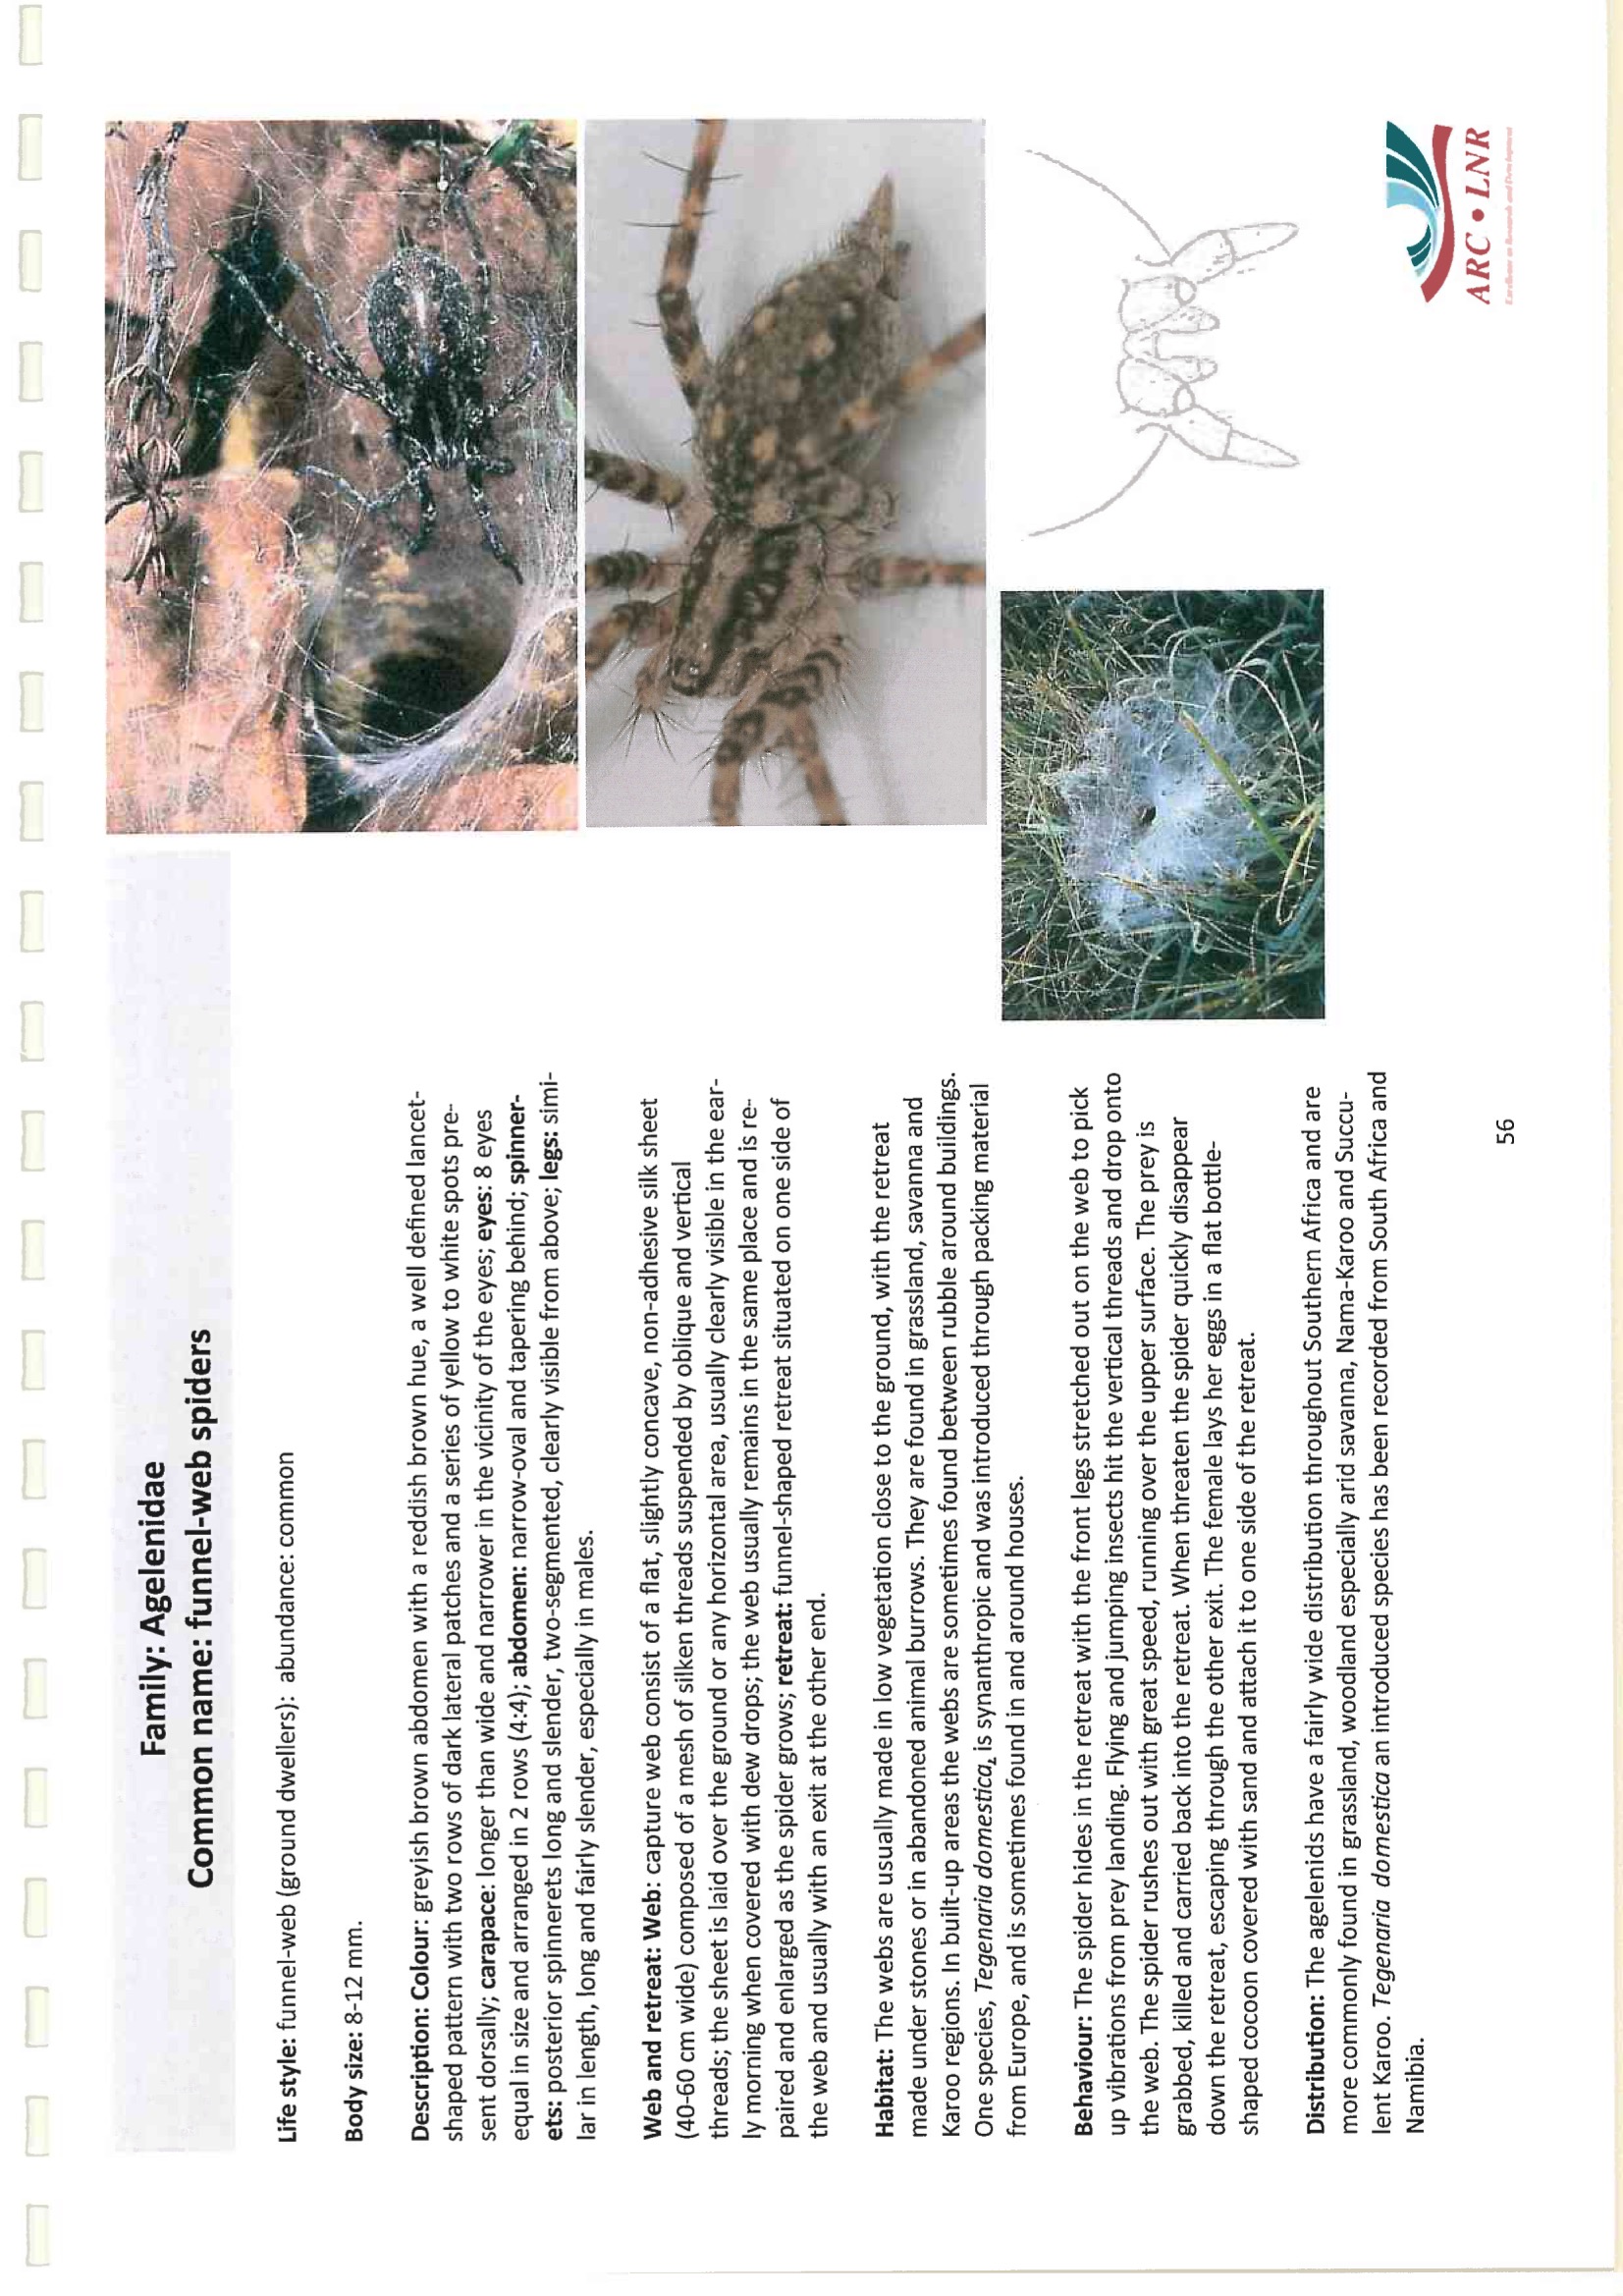 Family: Agelenidae
Common name: funnel-web spiders
Life style: funnel-web (ground dwellers): abundance: common
Body size: 8-12 mm.
Description: Colour: greyish brown abdomen with a reddish brown hue, a well defined lancet-
shaped pattern with two rows of dark lateral patches and a series of yellow to white spots pre-
sent dorsally; carapace: longer than wide and narrower in the vicinity of the eyes; eyes: 8 eyes
equal in size and arranged in 2 rows (4:4); abdomen: narrow-oval and tapering behind; spinner-
ets: posterior spinnerets long and slender, two-segmented, clearly visible from above; legs: simi-
lar in length, long and fairly slender, especially in males.
Web and retreat: Web: capture web consist of a flat, slightly concave, non-adhesive silk sheet
(40-60 cm wide) composed of a mesh of silken threads suspended by oblique and vertical
threads; the sheet is laid over the ground or any horizontal area, usually clearly visible in the ear-
ly morning when covered with dew drops; the web usually remains in the same place and is re-
paired and enlarged as the spider grows; retreat: funnel-shaped retreat situated on one side of
the web and usually with an exit at the other end.
Habitat: The webs are usually made in low vegetation close to the ground, with the retreat
made under stones or in abandoned animal burrows. They are found in grassland, savanna and
Karoo regions. In built-up areas the webs are sometimes found between rubble around buildings.
One species, Tegenaria domestica, is synanthropic and was introduced through packing material
from Europe, and is sometimes found in and around houses.
Behaviour: The spider hides in the retreat with the front legs stretched out on the web to pick
up vibrations from prey landing. Flying and jumping insects hit the vertical threads and drop onto
the web. The spider rushes out with great speed, running over the upper surface. The prey is
grabbed, killed and carried back into the retreat. When threaten the spider quickly disappear
down the retreat, escaping through the other exit. The female lays her eggs in a flat bottle-
shaped cocoon covered with sand and attach it to one side of the retreat.
Distribution: The agelenids have a fairly wide distribution throughout Southern Africa and are
more commonly found in grassland, woodland especially arid savanna, Nama-Karoo and Succu-
lent Karoo. Tegenaria domestica an introduced species has been recorded from South Africa and
Namibia.
56
ARC • LNR
Excellence in Research and Development